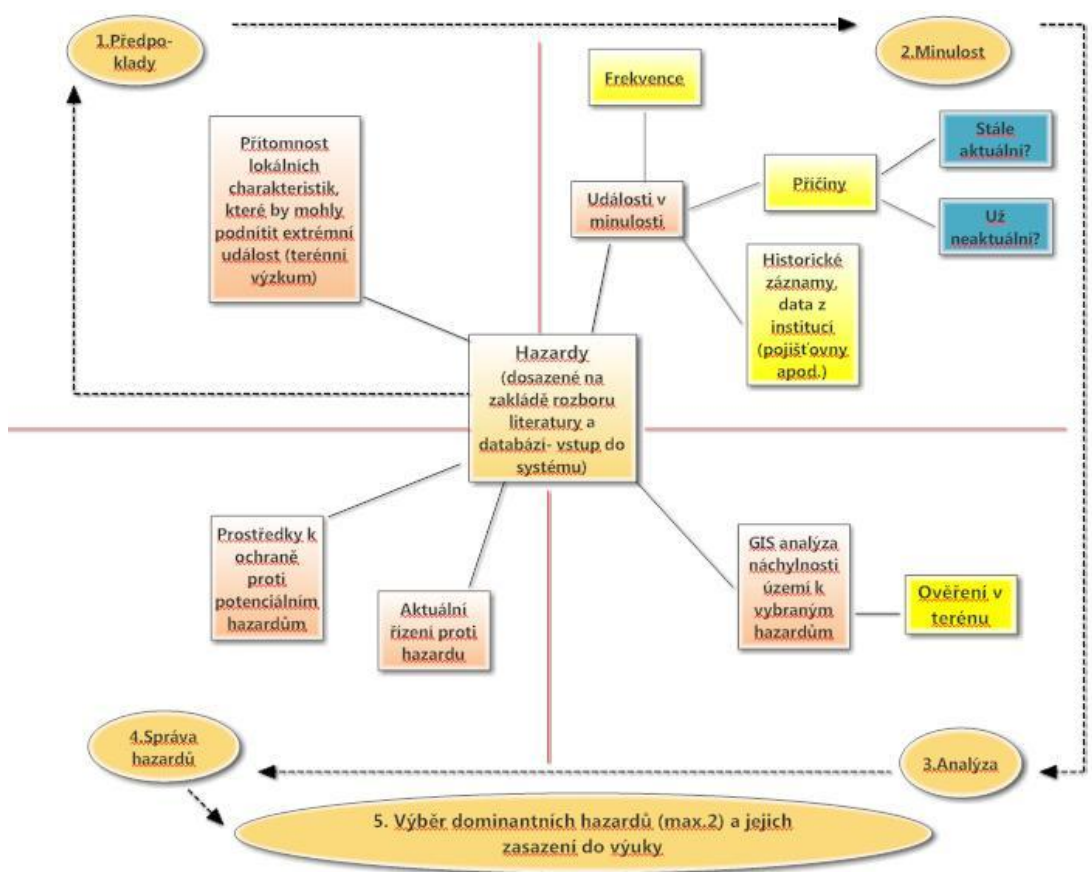 1.Předpo-
klady
2.Minulost
Frekvence
Přítomnost
lokálních
charakteristik,
které by mohly
podnítit extrémní
událost (terénní
výzkum)
Události v
minulosti
Příčiny
Stále
aktuální?
Už
neaktuální?
Historické
záznamy,
data z
institucí
(pojišťovny
apod.)
Hazardy
(dosazené na
zakládě rozboru
literatury a
databází- vstup do
systému)
Prostředky k
ochraně
proti
potenciálním
hazardům
Aktuální
řízení proti
hazardu
GIS analýza
náchylnosti
území k
vybraným
hazardům
Ověření v
terénu
4.Správa
hazardů
3.Analýza
5. Výběr dominantních hazardů (max.2) a jejich
zasazení do výuky